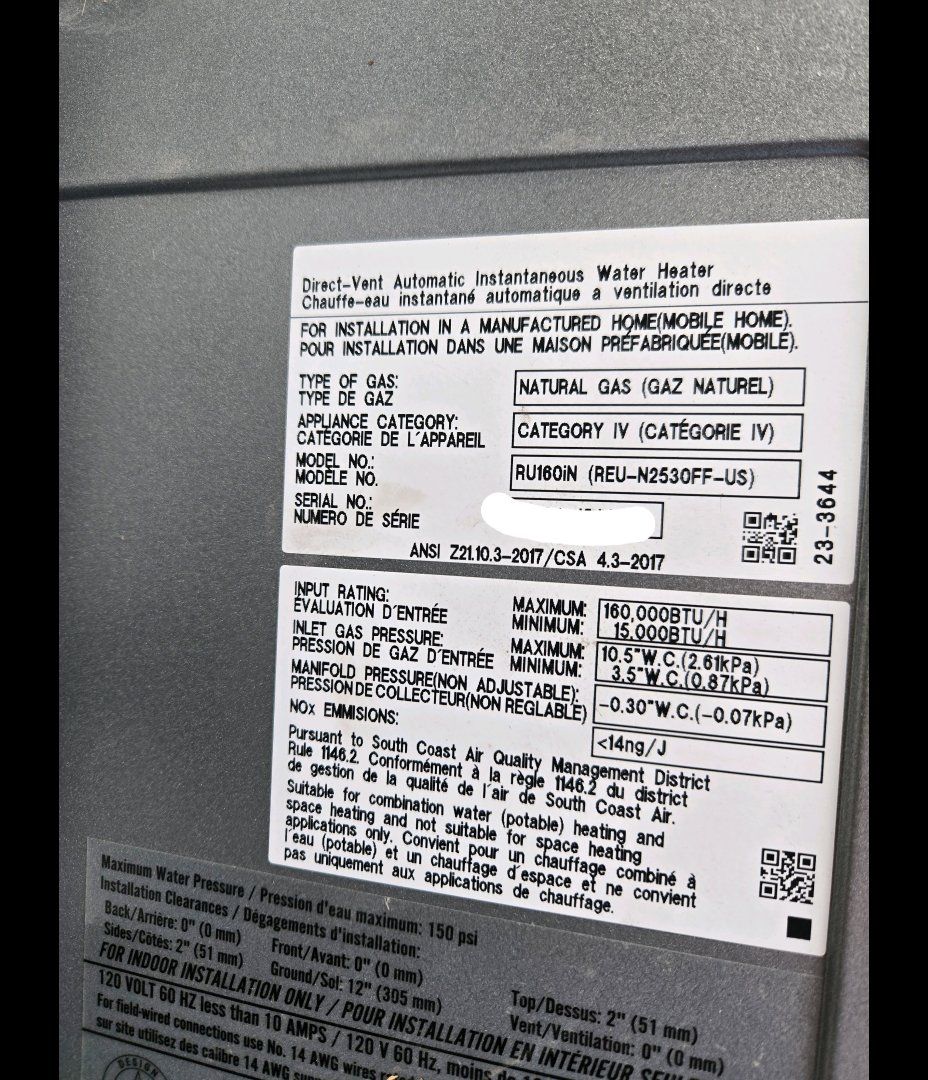 Direct-Vent Automatic Instantaneous Water Heater
Chauffe-eau instantané automatique a ventilation directe
FOR INSTALLATION IN A MANUFACTURED HOME(MOBILE HOME).
POUR INSTALLATION DANS UNE MAISON PRÉFABRIQUÉE(MOBILE).
TYPE OF GAS:
TYPE DE GAZ
NATURAL GAS (GAZ NATUREL)
APPLIANCE CATEGORY:
CATÉGORIE DE L'APPAREIL
CATEGORY IV (CATÉGORIE IV)
MODEL NO.:
MODÈLE NO.
RU160iN (REU-N2530FF-US)
SERIAL NO.:
NUMERO DE SÉRIE
ANSI Z21.10.3-2017/CSA 4.3-2017
23-3644
INPUT RATING:
ÉVALUATION D'ENTRÉE
MAXIMUM: 160,000BTU/H
MINIMUM: 15,000BTU/H
INLET GAS PRESSURE:
PRESSION DE GAZ D'ENTRÉE
MAXIMUM: 10.5"W.C.(2.61kPa)
MINIMUM: 3.5"W.C.(0.87kPa)
MANIFOLD PRESSURE(NON ADJUSTABLE):
PRESSION DE COLLECTEUR(NON REGLABLE)
-0.30"W.C.(-0.07kPa)
NOx EMMISIONS:
<14ng/J
Pursuant to South Coast Air Quality Management District
Rule 1146.2. Conformément à la règle 1146.2 du district
de gestion de la qualité de l'air de South Coast Air.
Suitable for combination water (potable) heating and
space heating and not suitable for space heating
applications only. Convient pour un chauffage combiné à
l'eau (potable) et un chauffage d'espace et ne convient
pas uniquement aux applications de chauffage.
Maximum Water Pressure / Pression d'eau maximum: 150 psi
Installation Clearances / Dégagements d'installation:
Back/Arrière: 0" (0 mm) Front/Avant: 0" (0 mm) Top/Dessus: 2" (51 mm)
Sides/Côtés: 2" (51 mm) Ground/Sol: 12" (305 mm) Vent/Ventilation: 0" (0 mm)
FOR INDOOR INSTALLATION ONLY / POUR INSTALLATION EN INTÉRIEUR
120 VOLT 60 HZ less than 10 AMPS / 120 V 60 Hz, moins de
For field-wired connections use No. 14 AWG wires
sur site utilisez des calibre 14 AWG
DESIGN